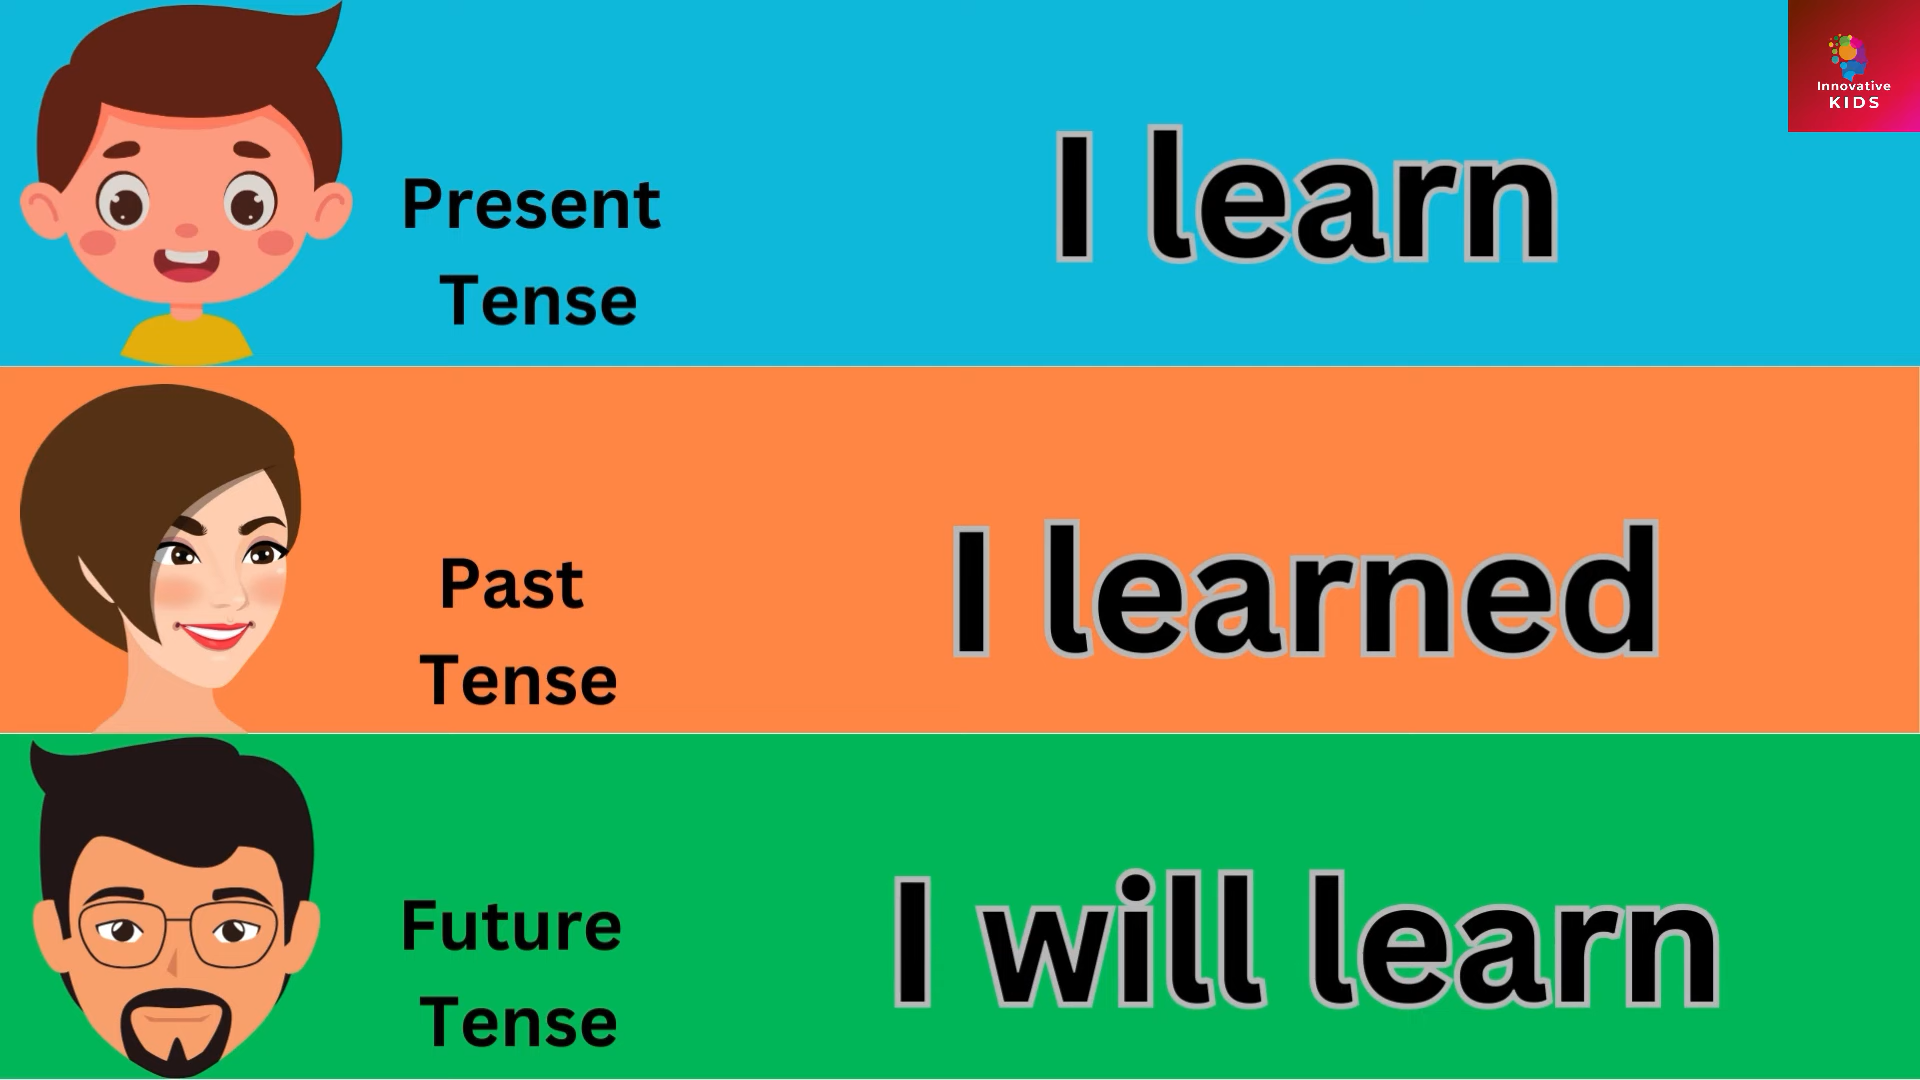 Innovative
KIDS
Present
Tense
I learn
Past
Tense
I learned
Future
Tense
I will learn